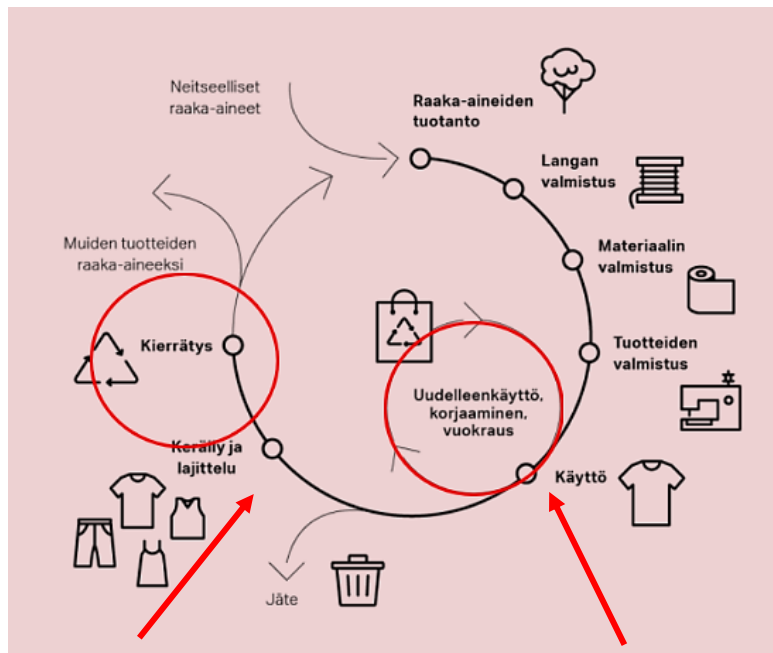 Neitseelliset
raaka-aineet
Raaka-aineiden
tuotanto
Langan
valmistus
Materiaalin
valmistus
Tuotteiden
valmistus
Käyttö
Uudelleenkäyttö,
korjaaminen,
vuokraus
Jäte
Keräily ja
lajittelu
Kierrätys
Muiden tuotteiden
raaka-aineeksi